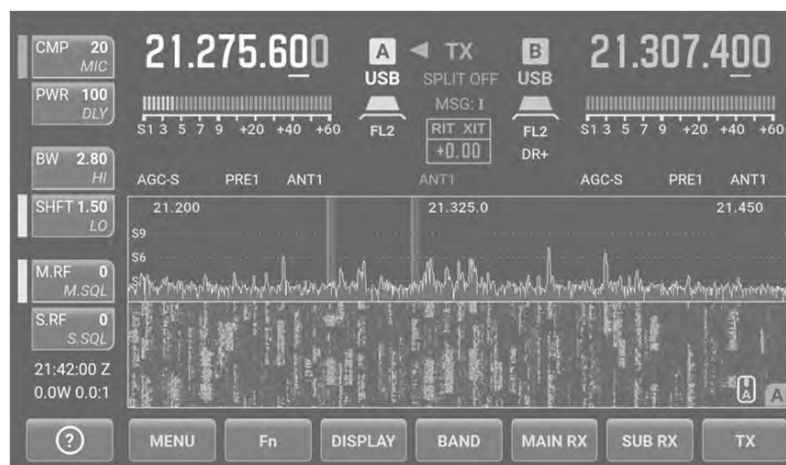 CMP 20
MIC
PWR 100
DLY
BW 2.80
HI
SHFT 1.50
LO
M.RF 0
M.SQL
S.RF 0
S.SQL
21:42:00 Z
0.0W 0.0:1
21.275.600
A
TX
B
21.307.400
USB
SPLIT OFF
USB
MSG: I
S1 3 5 7 9 +20 +40 +60
FL2
RIT XIT
+0.00
FL2
DR+
S1 3 5 7 9 +20 +40 +60
AGC-S PRE1 ANT1
ANT1
AGC-S PRE1 ANT1
21.200 21.325.0 21.450
S9
S6
A
A
? MENU Fn DISPLAY BAND MAIN RX SUB RX TX